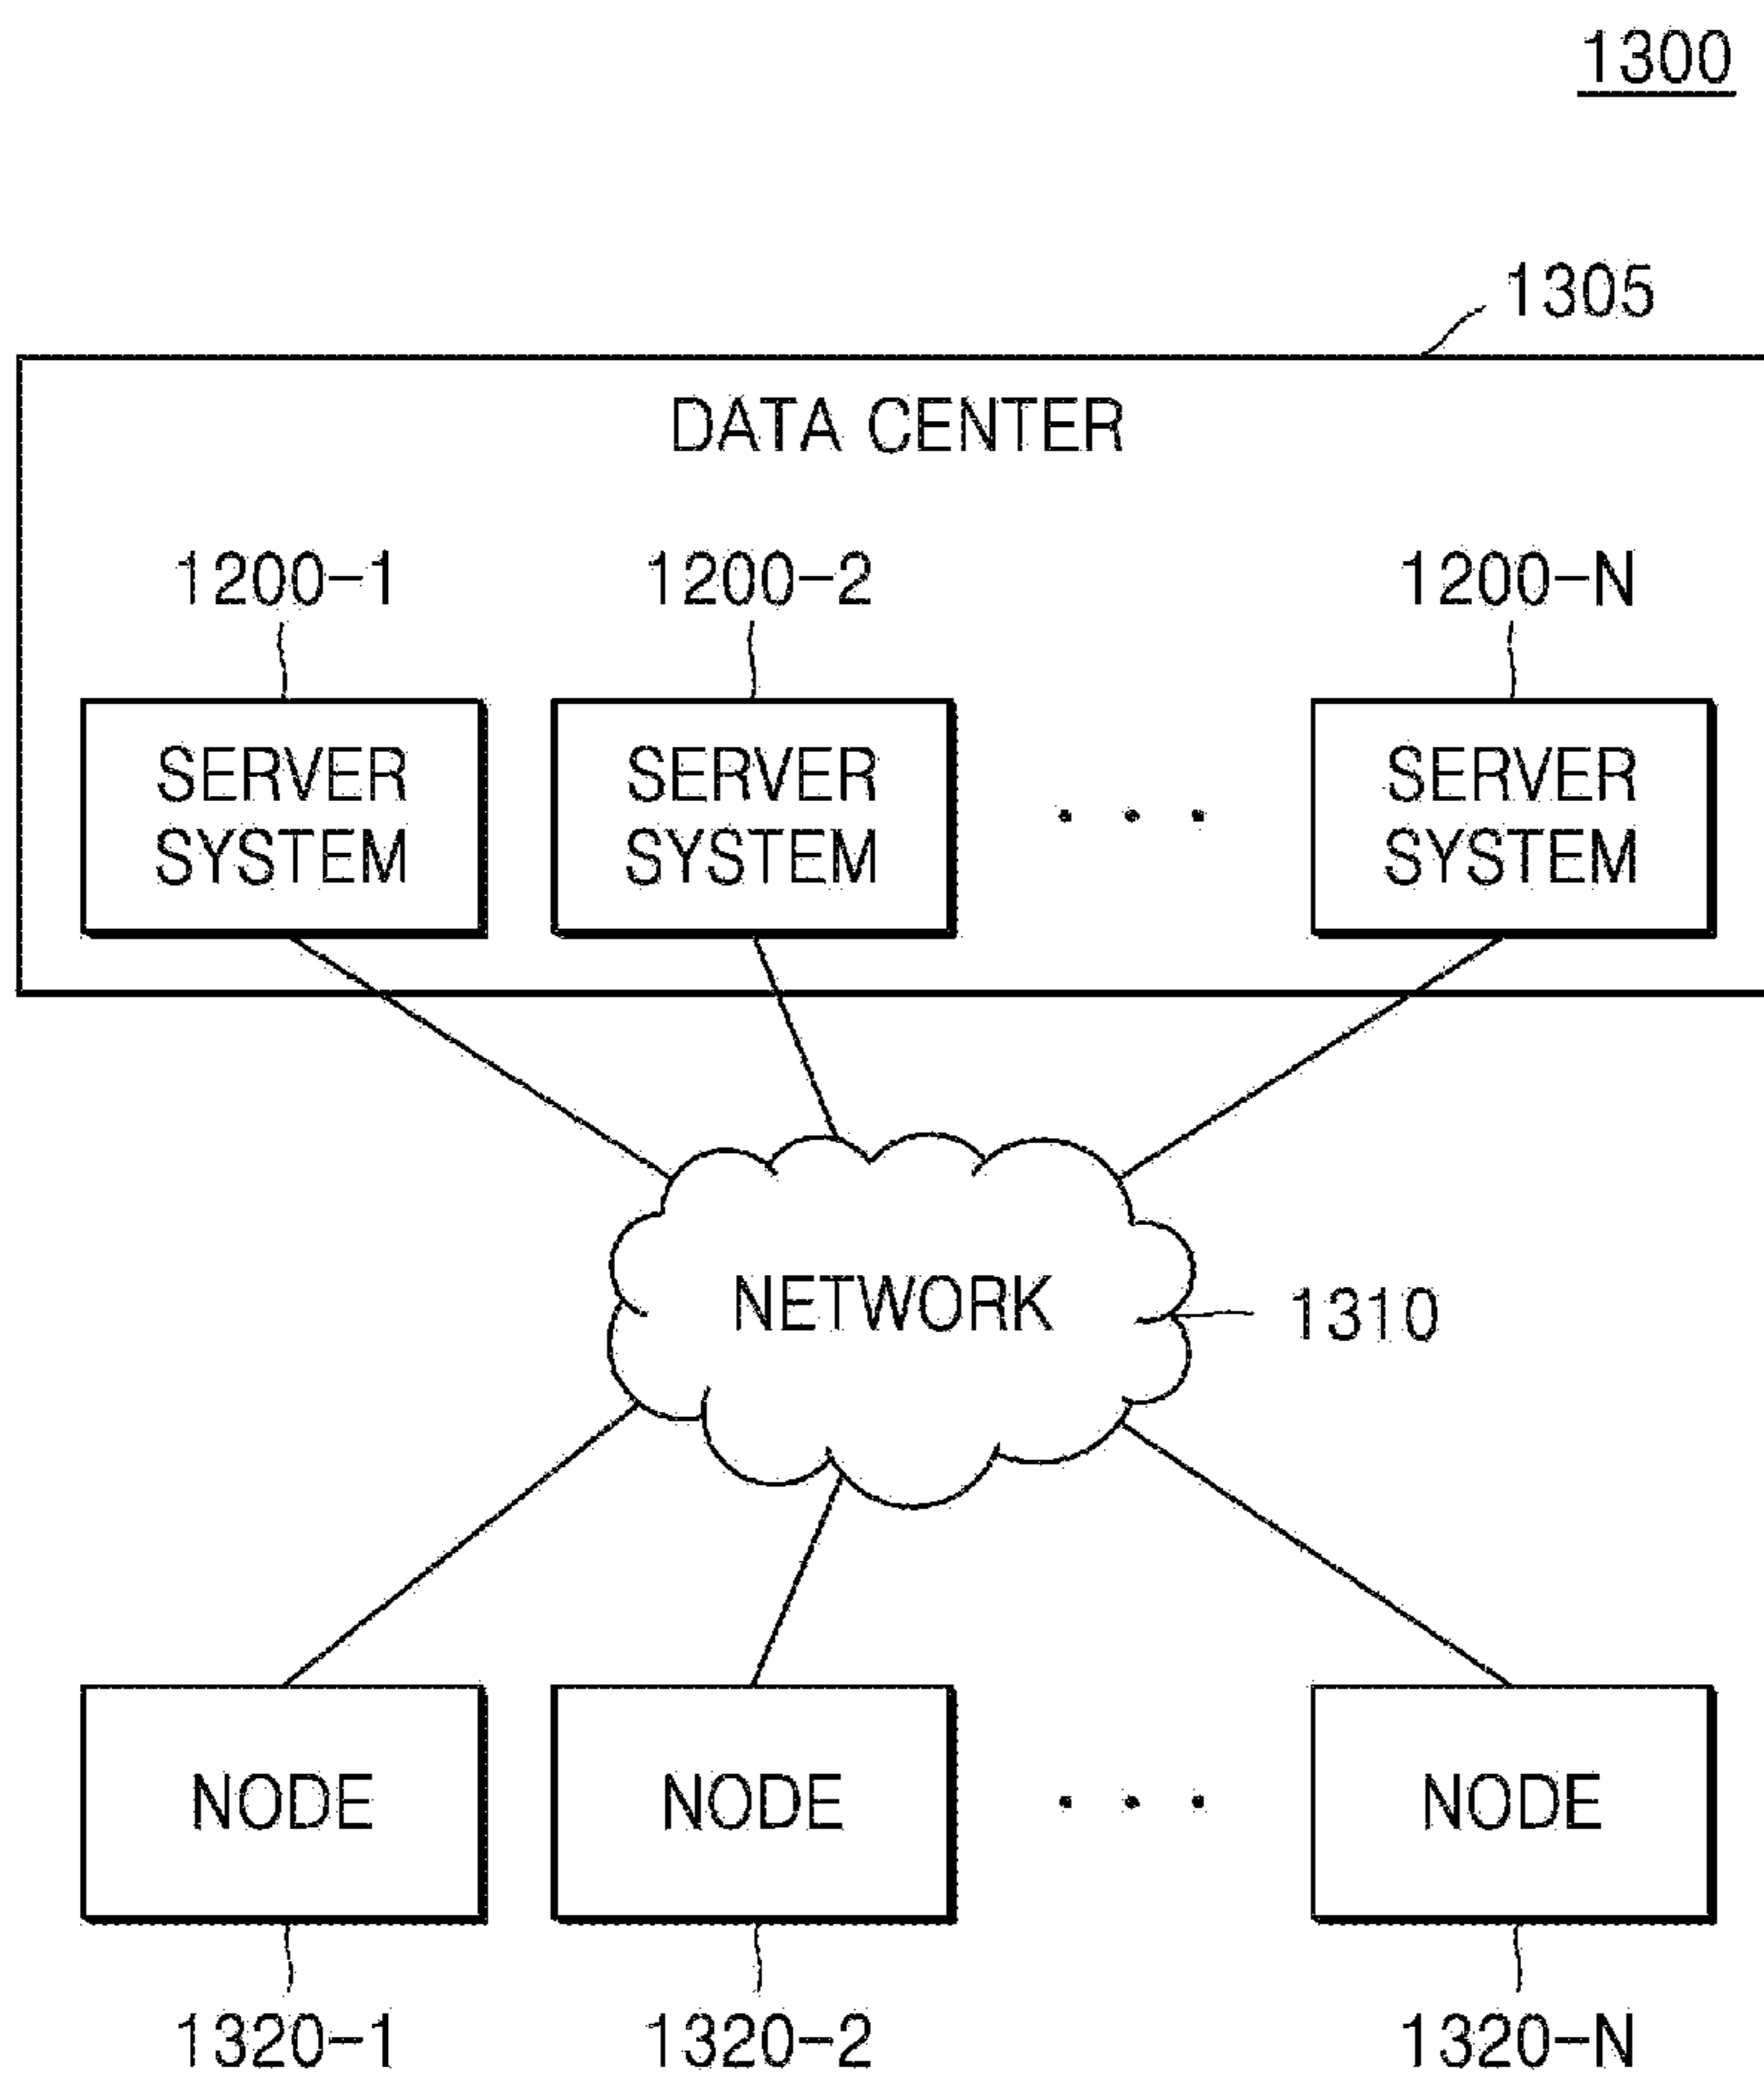 1300
1305
DATA CENTER
1200-1 1200-2 1200-N
SERVER SERVER SERVER
SYSTEM SYSTEM . . . SYSTEM
NETWORK 1310
NODE NODE . . . NODE
1320-1 1320-2 1320-N